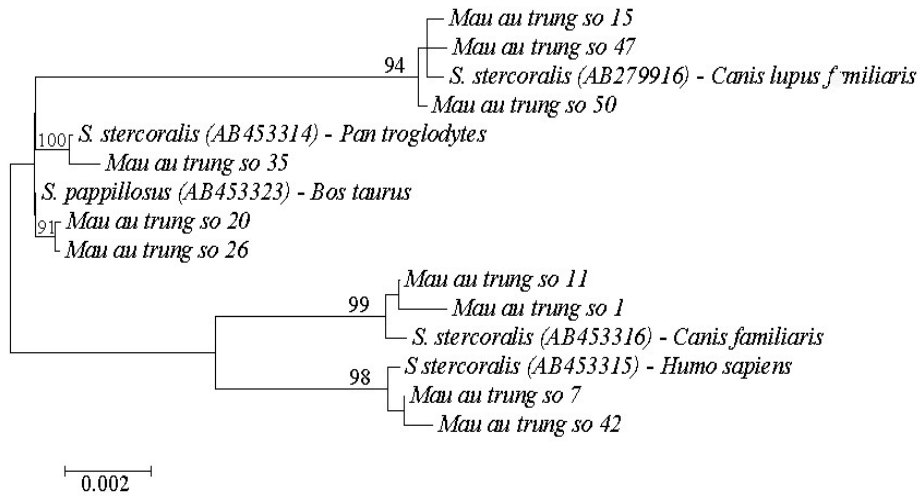 Mau au trung so 15
Mau au trung so 47
94
S. stercoralis (AB279916) - Canis lupus f miliaris
Mau au trung so 50
S. stercoralis (AB453314) - Pan troglodytes
100
Mau au trung so 35
S. pappillosus (AB453323) - Bos taurus
Mau au trung so 20
91
Mau au trung so 26
Mau au trung so 11
99
Mau au trung so 1
S. stercoralis (AB453316) - Canis familiaris
S stercoralis (AB453315) - Humo sapiens
98
Mau au trung so 7
Mau au trung so 42
0.002